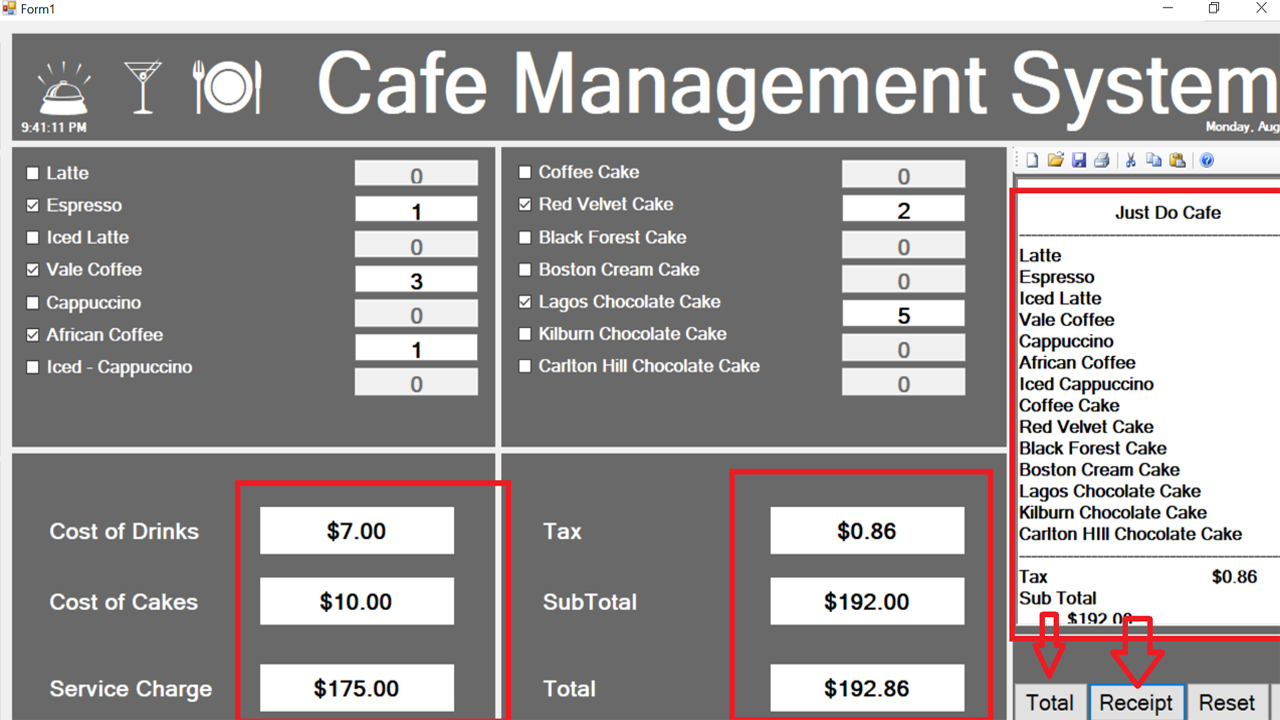 Form1
Cafe Management System
9:41:11 PM
Monday, Aug
Latte 0
Espresso 1
Iced Latte 0
Vale Coffee 3
Cappuccino 0
African Coffee 1
Iced - Cappuccino 0
Coffee Cake 0
Red Velvet Cake 2
Black Forest Cake 0
Boston Cream Cake 0
Lagos Chocolate Cake 5
Kilburn Chocolate Cake 0
Carlton Hill Chocolate Cake 0
Just Do Cafe
Latte
Espresso
Iced Latte
Vale Coffee
Cappuccino
African Coffee
Iced Cappuccino
Coffee Cake
Red Velvet Cake
Black Forest Cake
Boston Cream Cake
Lagos Chocolate Cake
Kilburn Chocolate Cake
Carlton HIll Chocolate Cake
Tax $0.86
Sub Total
$192.00
Cost of Drinks $7.00
Cost of Cakes $10.00
Service Charge $175.00
Tax $0.86
SubTotal $192.00
Total $192.86
Total Receipt Reset